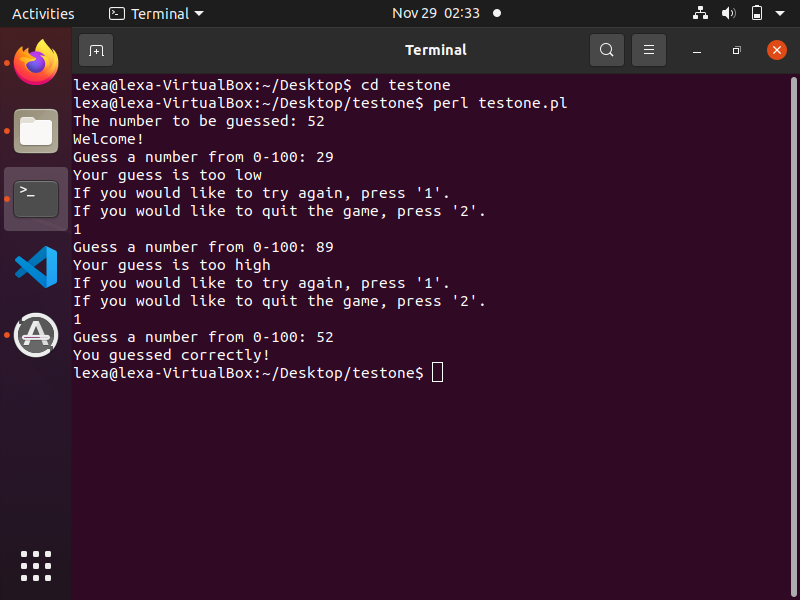 Activities
Terminal
Nov 29 02:33
Terminal
lexa@lexa-VirtualBox:~/Desktop$ cd testone
lexa@lexa-VirtualBox:~/Desktop/testone$ perl testone.pl
The number to be guessed: 52
Welcome!
Guess a number from 0-100: 29
Your guess is too low
If you would like to try again, press '1'.
If you would like to quit the game, press '2'.
1
Guess a number from 0-100: 89
Your guess is too high
If you would like to try again, press '1'.
If you would like to quit the game, press '2'.
1
Guess a number from 0-100: 52
You guessed correctly!
lexa@lexa-VirtualBox:~/Desktop/testone$